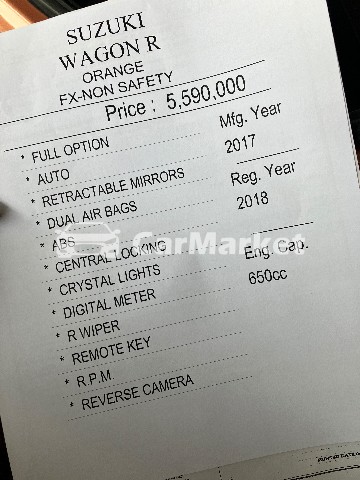 SUZUKI
WAGON R
ORANGE
FX-NON SAFETY
Price : 5,590,000
* FULL OPTION
Mfg. Year
* AUTO
2017
* RETRACTABLE MIRRORS
Reg. Year
* DUAL AIR BAGS
2018
* ABS
* CENTRAL LOCKING
Eng. Cap.
* CRYSTAL LIGHTS
650cc
* DIGITAL METER
* R WIPER
* REMOTE KEY
* R.P.M.
* REVERSE CAMERA
CarMarket